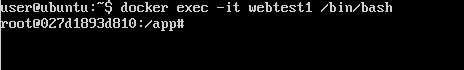 user@ubuntu:~$ docker exec -it webtest1 /bin/bash
root@027d1893d810:/app#